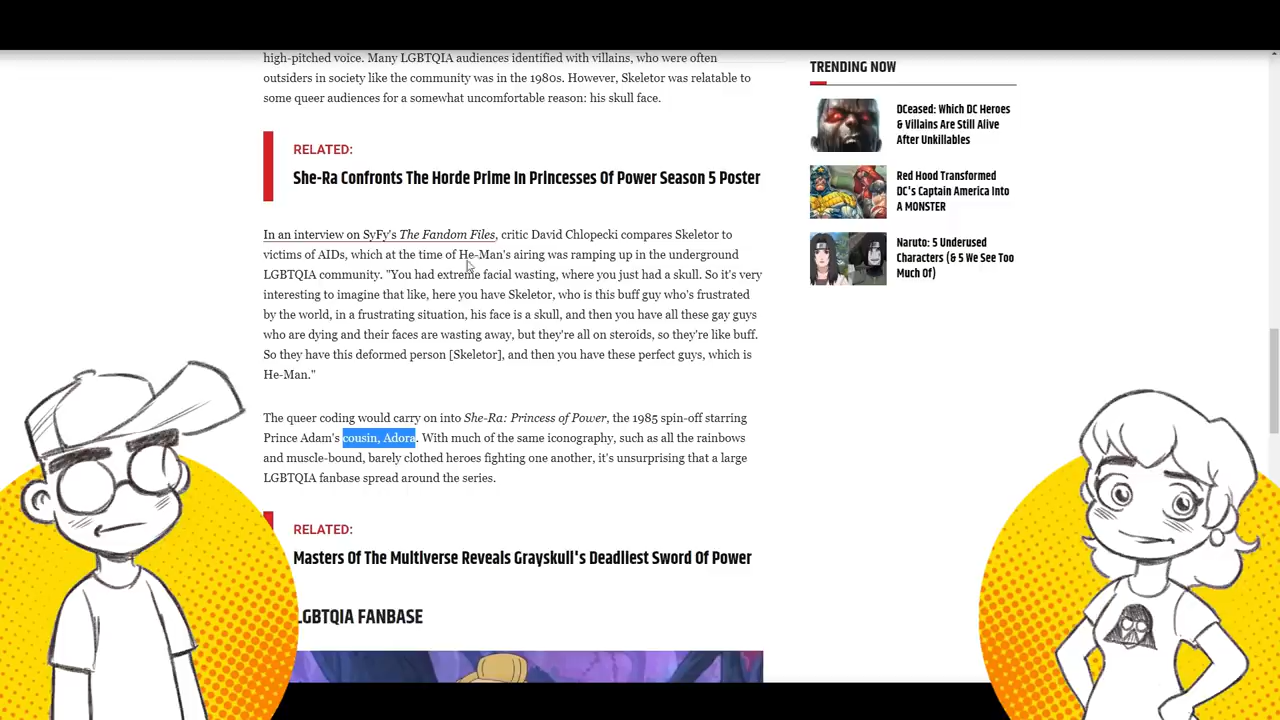 high-pitched voice. Many LGBTQIA audiences identified with villains, who were often
outsiders in society like the community was in the 1980s. However, Skeletor was relatable to
some queer audiences for a somewhat uncomfortable reason: his skull face.
RELATED:
She-Ra Confronts The Horde Prime In Princesses Of Power Season 5 Poster
In an interview on SyFy's The Fandom Files, critic David Chlopecki compares Skeletor to
victims of AIDs, which at the time of He-Man's airing was ramping up in the underground
LGBTQIA community. "You had extreme facial wasting, where you just had a skull. So it's very
interesting to imagine that like, here you have Skeletor, who is this buff guy who's frustrated
by the world, in a frustrating situation, his face is a skull, and then you have all these gay guys
who are dying and their faces are wasting away, but they're all on steroids, so they're like buff.
So they have this deformed person [Skeletor], and then you have these perfect guys, which is
He-Man."
The queer coding would carry on into She-Ra: Princess of Power, the 1985 spin-off starring
Prince Adam's cousin, Adora. With much of the same iconography, such as all the rainbows
and muscle-bound, barely clothed heroes fighting one another, it's unsurprising that a large
LGBTQIA fanbase spread around the series.
RELATED:
Masters Of The Multiverse Reveals Grayskull's Deadliest Sword Of Power
LGBTQIA FANBASE
TRENDING NOW
DCeased: Which DC Heroes
& Villains Are Still Alive
After Unkillables
Red Hood Transformed
DC's Captain America Into
A MONSTER
Naruto: 5 Underused
Characters (& 5 We See Too
Much Of)